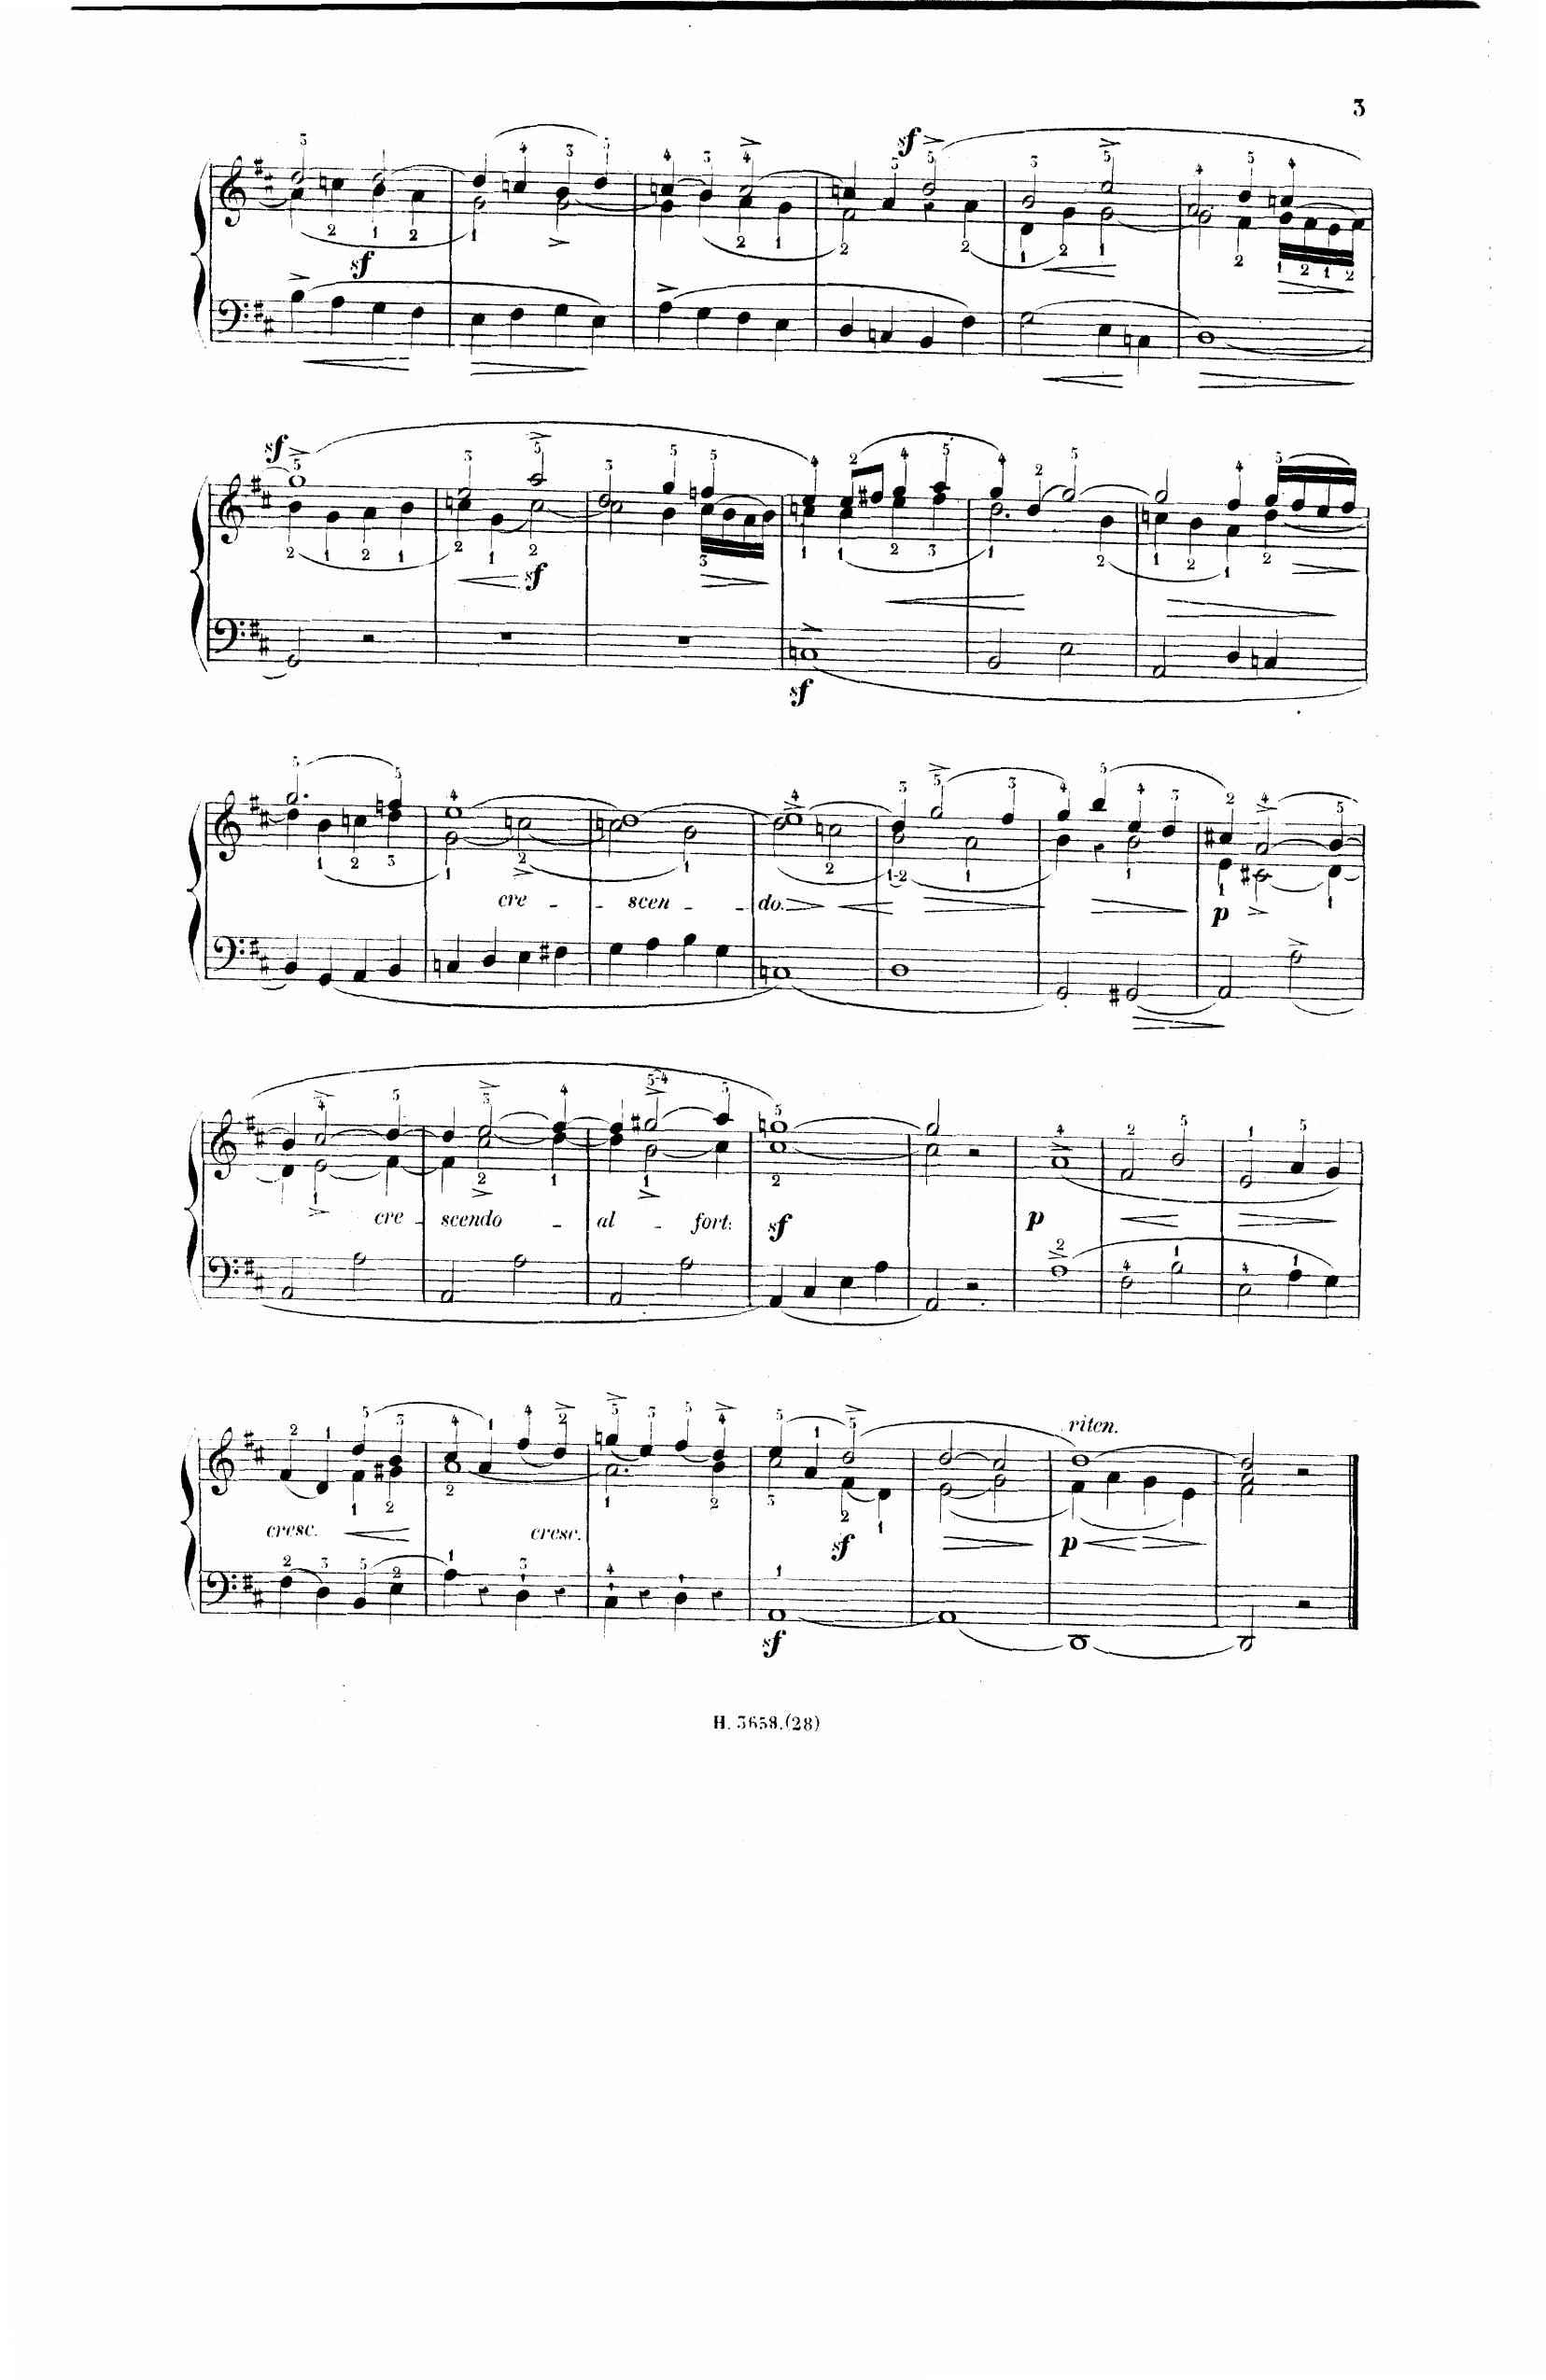 3
sf
sf
sf
sf
sf
cre - scen - do.
p
cre - scendo - al - fort:
sf
p
riten.
cresc.
cresc.
sf
p
sf
H. 3658.(28)